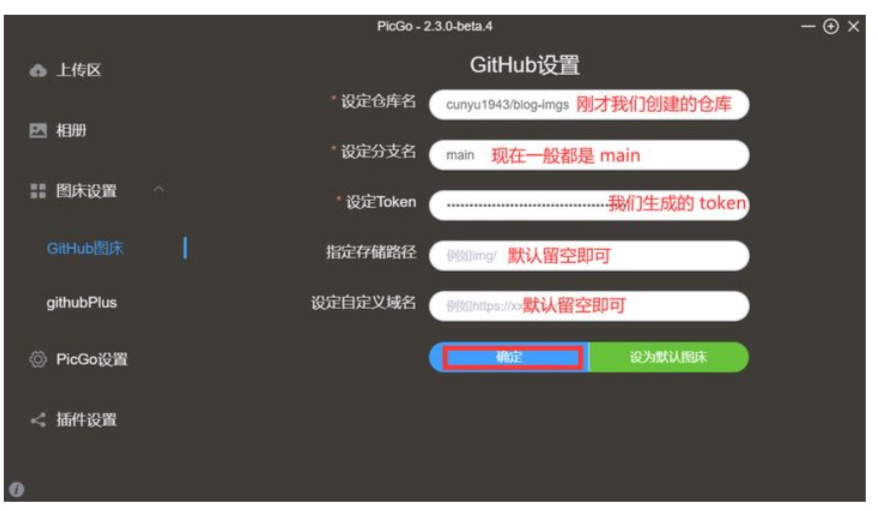 PicGo - 2.3.0-beta.4
上传区
相册
图床设置
GitHub图床
githubPlus
PicGo设置
插件设置
GitHub设置
* 设定仓库名 cunyu1943/blog-imgs 刚才我们创建的仓库
* 设定分支名 main 现在一般都是 main
* 设定Token 我们生成的 token
指定存储路径 例如img/ 默认留空即可
设定自定义域名 例如https://xx 默认留空即可
确定 设为默认图床